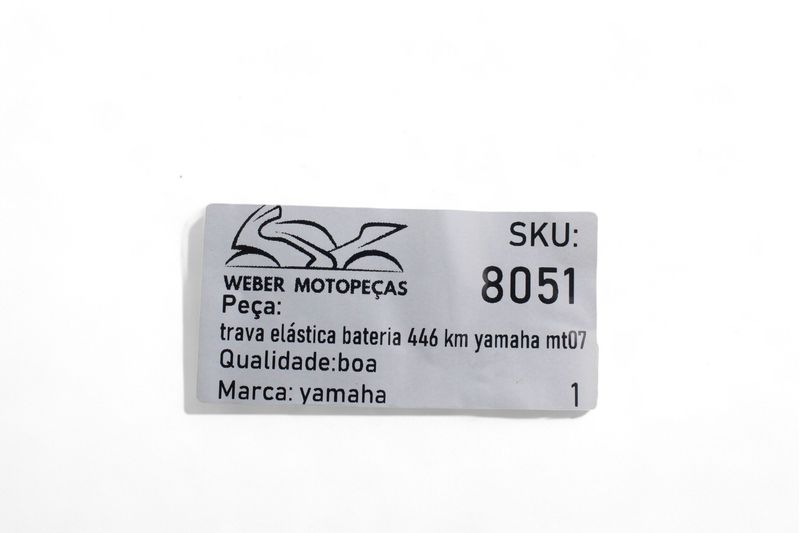 WEBER MOTOPEÇAS
SKU:
8051
Peça:
trava elástica bateria 446 km yamaha mt07
Qualidade:boa
Marca: yamaha
1